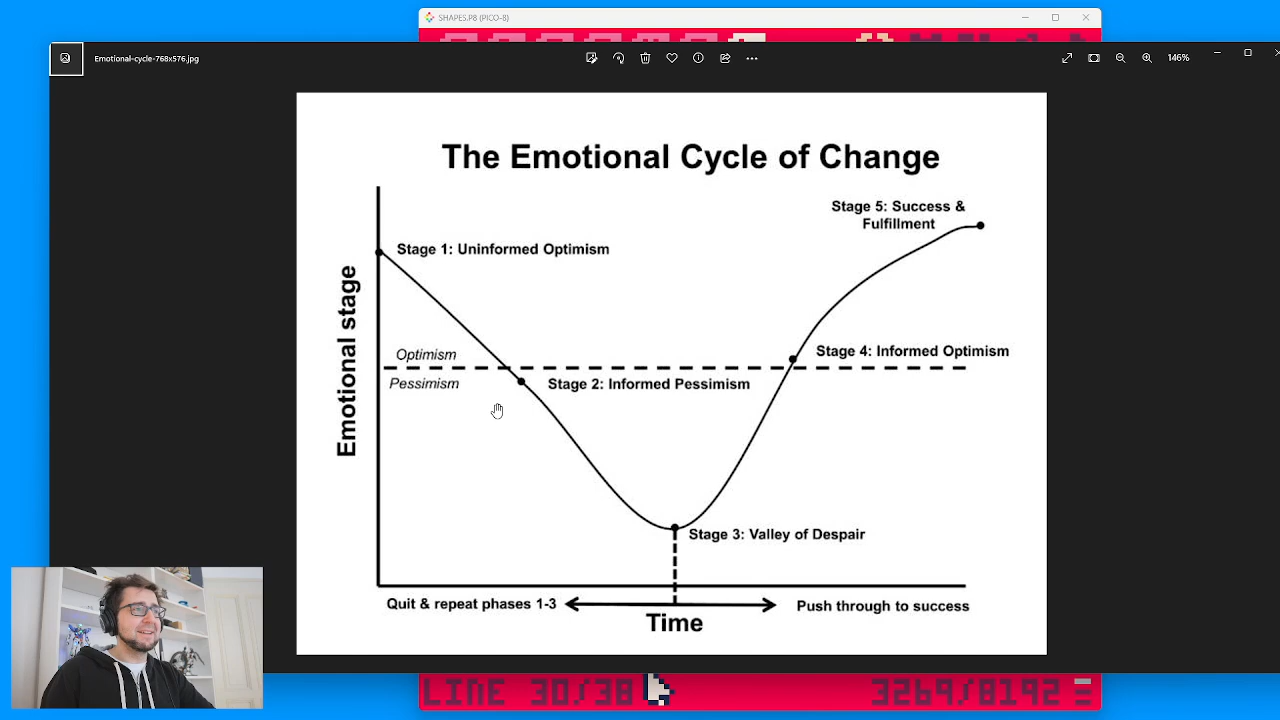 SHAPES.P8 (PICO-8)
Emotional-cycle-768x576.jpg
146%
The Emotional Cycle of Change
Stage 5: Success &
Fulfillment
Stage 1: Uninformed Optimism
Emotional stage
Optimism
Stage 4: Informed Optimism
Pessimism
Stage 2: Informed Pessimism
Stage 3: Valley of Despair
Quit & repeat phases 1-3
Push through to success
Time
LINE 30/38
3269/8192